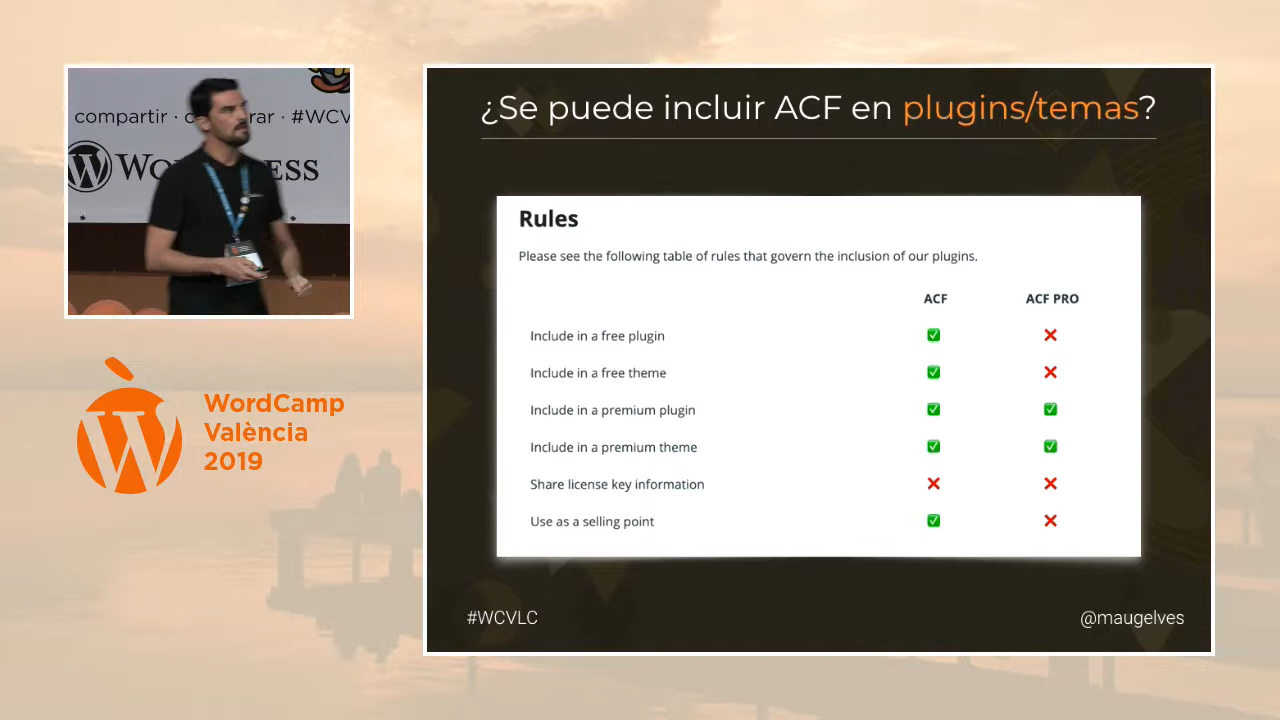 compartir · c rar · #WCV
WordCamp
València
2019
¿Se puede incluir ACF en plugins/temas?
Rules
Please see the following table of rules that govern the inclusion of our plugins.
ACF ACF PRO
Include in a free plugin ✅ ❌
Include in a free theme ✅ ❌
Include in a premium plugin ✅ ✅
Include in a premium theme ✅ ✅
Share license key information ❌ ❌
Use as a selling point ✅ ❌
#WCVLC @maugelves